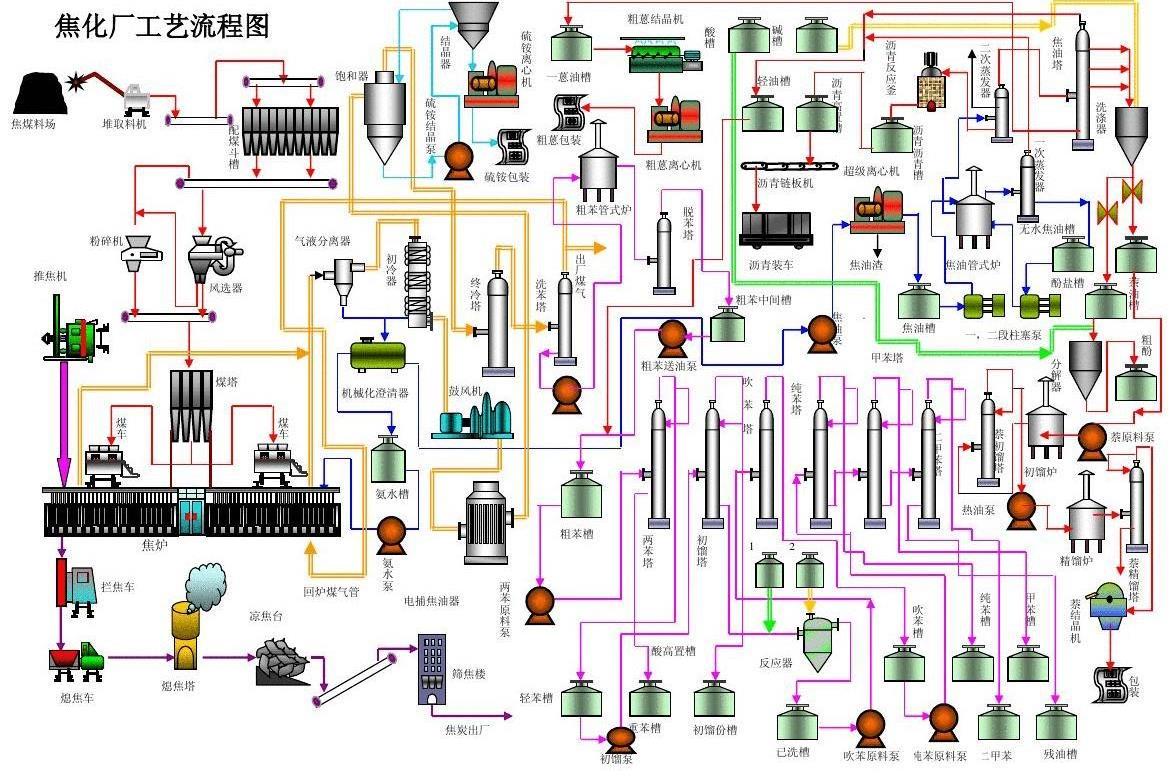 焦化厂工艺流程图
焦煤料场
堆取料机
配煤斗槽
粉碎机
风选器
推焦机
煤塔
煤车
煤车
焦炉
拦焦车
熄焦车
熄焦塔
凉焦台
筛焦楼
焦炭出厂
回炉煤气管
饱和器
结晶器
硫铵离心机
硫铵结晶泵
硫铵包装
气液分离器
初冷器
机械化澄清器
氨水槽
氨水泵
鼓风机
电捕焦油器
终冷塔
洗苯塔
出厂煤气
粗蒽结晶机
一蒽油槽
粗蒽包装
粗蒽离心机
粗苯管式炉
脱苯塔
粗苯中间槽
粗苯送油泵
酸槽
碱槽
轻油槽
沥青链板机
沥青装车
沥青反应釜
二次蒸发器
焦油塔
洗涤器
超级离心机
焦油渣
焦油管式炉
一次蒸发器
无水焦油槽
酚盐槽
焦油槽
一，二段柱塞泵
焦油泵
甲苯塔
粗酚
分解器
萘原料泵
初馏炉
萘初馏塔
热油泵
精馏炉
萘精馏塔
萘结晶机
包装
粗苯槽
两苯原料泵
两苯塔
初馏塔
吹苯塔
纯苯塔
二甲苯塔
1
2
反应器
酸高置槽
轻苯槽
重苯槽
初馏泵
初馏份槽
已洗槽
吹苯原料泵
吹苯槽
纯苯原料泵
纯苯槽
甲苯槽
二甲苯
残油槽